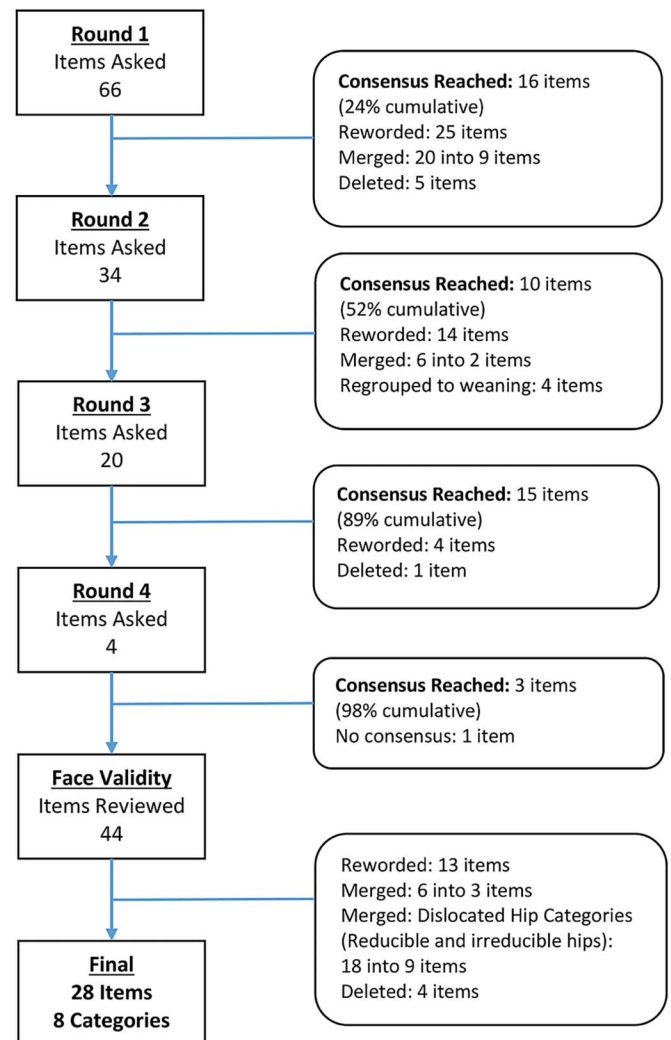 Round 1
Items Asked
66
Consensus Reached: 16 items
(24% cumulative)
Reworded: 25 items
Merged: 20 into 9 items
Deleted: 5 items
Round 2
Items Asked
34
Consensus Reached: 10 items
(52% cumulative)
Reworded: 14 items
Merged: 6 into 2 items
Regrouped to weaning: 4 items
Round 3
Items Asked
20
Consensus Reached: 15 items
(89% cumulative)
Reworded: 4 items
Deleted: 1 item
Round 4
Items Asked
4
Consensus Reached: 3 items
(98% cumulative)
No consensus: 1 item
Face Validity
Items Reviewed
44
Reworded: 13 items
Merged: 6 into 3 items
Merged: Dislocated Hip Categories
(Reducible and irreducible hips):
18 into 9 items
Deleted: 4 items
Final
28 Items
8 Categories